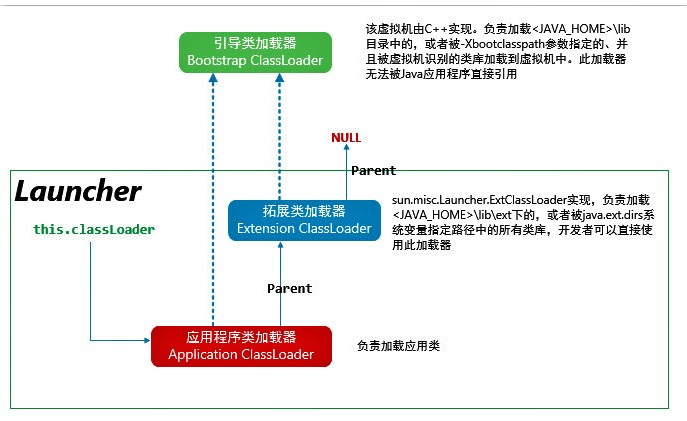 引导类加载器
Bootstrap ClassLoader
该虚拟机由C++实现。负责加载<JAVA_HOME>\lib
目录中的，或者被-Xbootclasspath参数指定的、并
且被虚拟机识别的类库加载到虚拟机中。此加载器
无法被Java应用程序直接引用
NULL
Parent
Launcher
this.classLoader
拓展类加载器
Extension ClassLoader
sun.misc.Launcher.ExtClassLoader实现，负责加载
<JAVA_HOME>\lib\ext下的，或者被java.ext.dirs系
统变量指定路径中的所有类库，开发者可以直接使
用此加载器
Parent
应用程序类加载器
Application ClassLoader
负责加载应用类